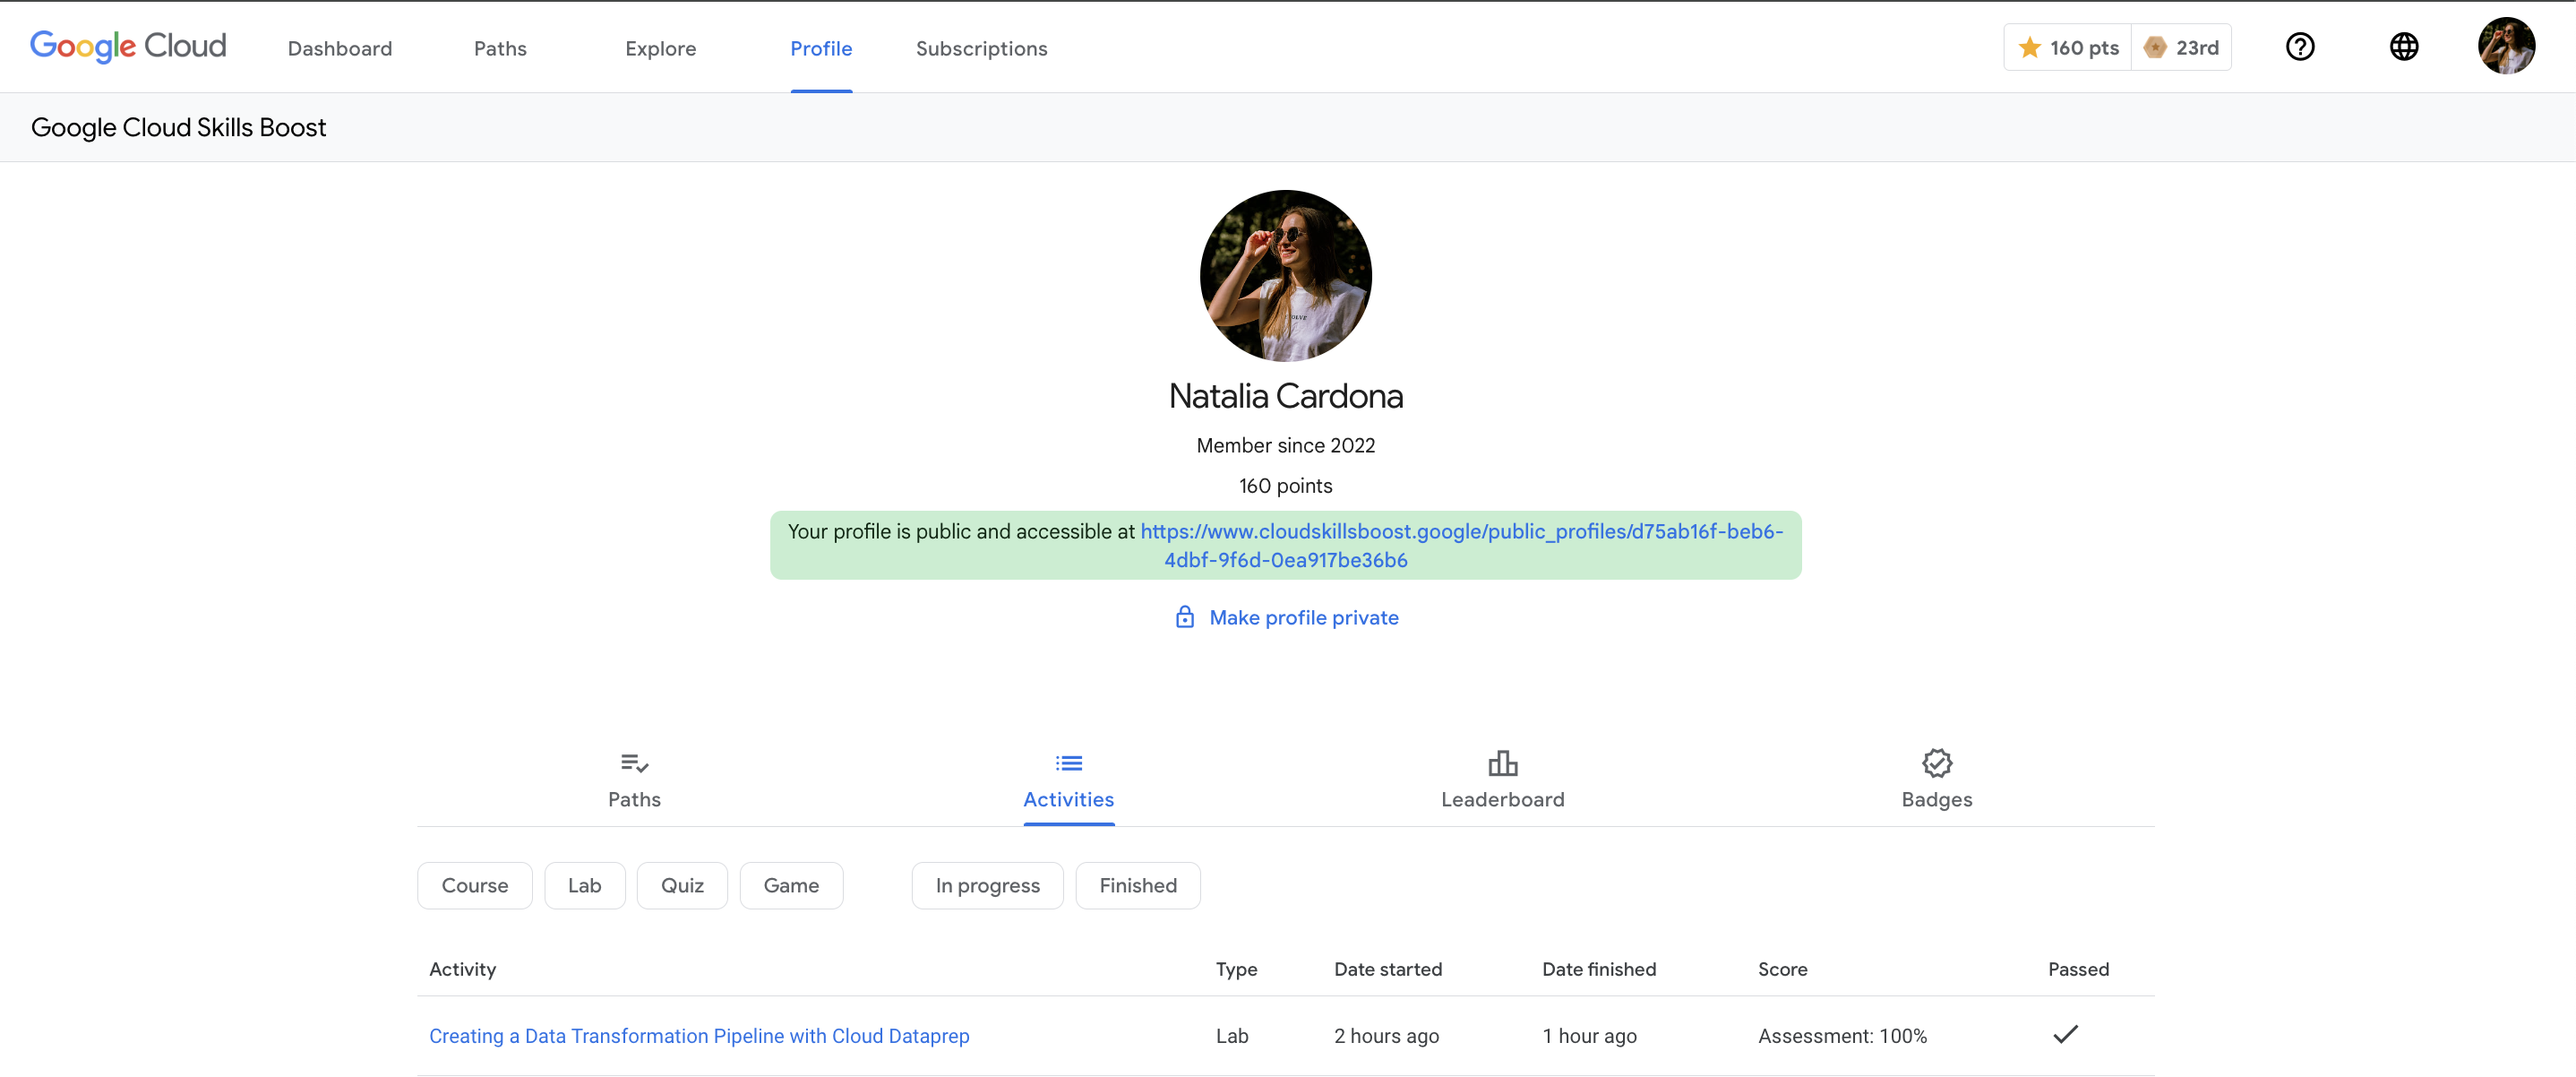 Google Cloud Dashboard Paths Explore Profile Subscriptions 160 pts 23rd
Google Cloud Skills Boost
Natalia Cardona
Member since 2022
160 points
Your profile is public and accessible at https://www.cloudskillsboost.google/public_profiles/d75ab16f-beb6-
4dbf-9f6d-0ea917be36b6
Make profile private
Paths Activities Leaderboard Badges
Course Lab Quiz Game In progress Finished
Activity Type Date started Date finished Score Passed
Creating a Data Transformation Pipeline with Cloud Dataprep Lab 2 hours ago 1 hour ago Assessment: 100%